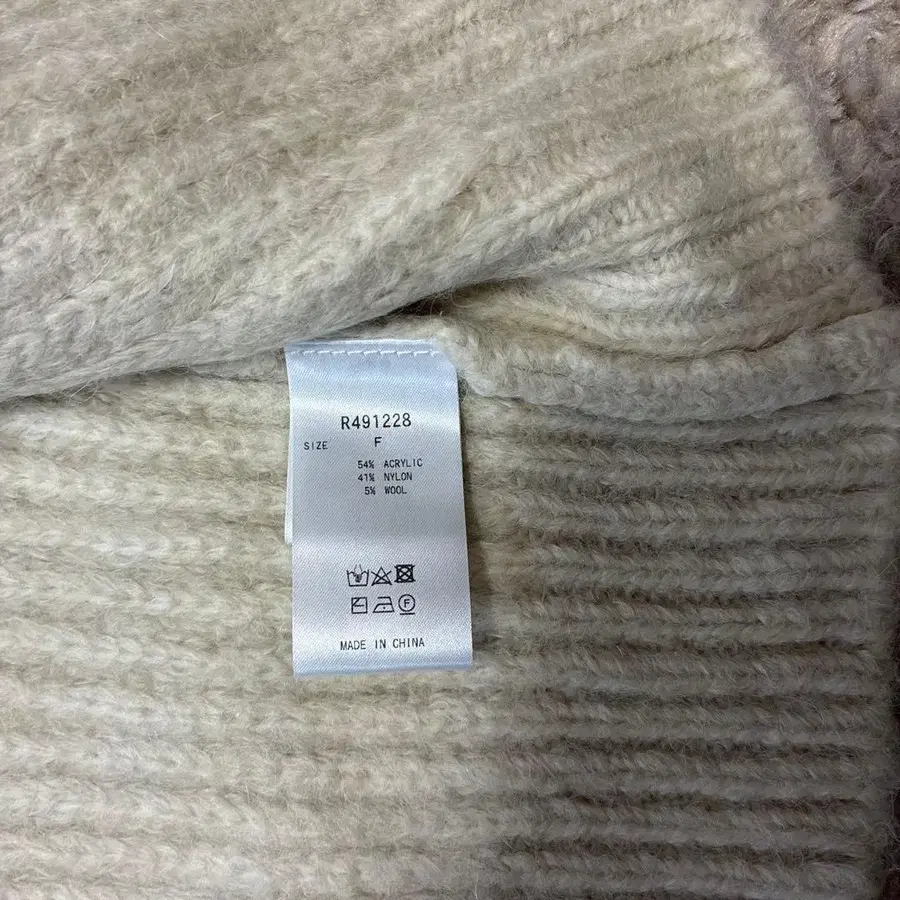 R491228
SIZE F
54% ACRYLIC
41% NYLON
5% WOOL
F
MADE IN CHINA